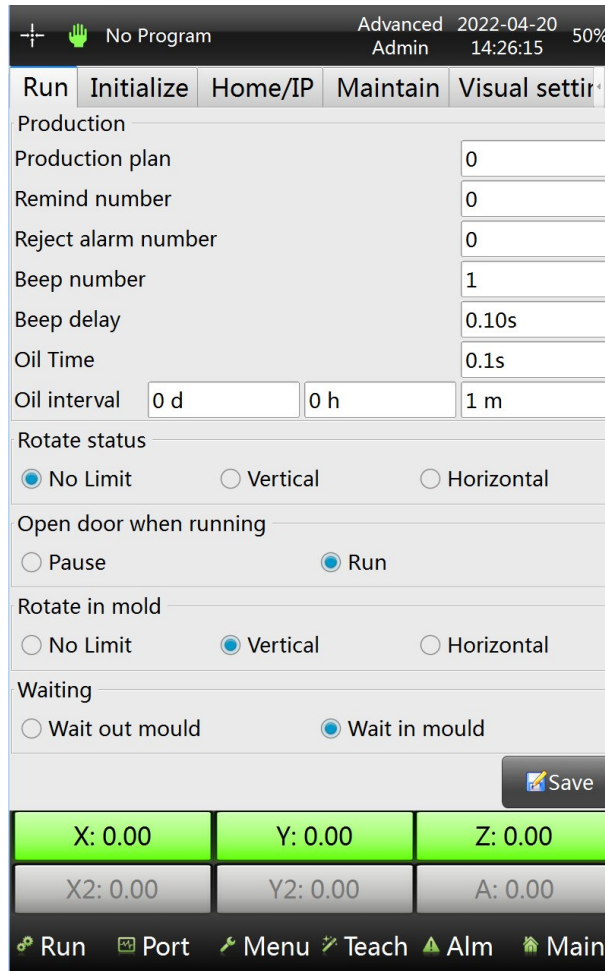 No Program Advanced Admin 2022-04-20 14:26:15 50%
Run Initialize Home/IP Maintain Visual settin
Production
Production plan 0
Remind number 0
Reject alarm number 0
Beep number 1
Beep delay 0.10s
Oil Time 0.1s
Oil interval 0 d 0 h 1 m
Rotate status
No Limit Vertical Horizontal
Open door when running
Pause Run
Rotate in mold
No Limit Vertical Horizontal
Waiting
Wait out mould Wait in mould
Save
X: 0.00 Y: 0.00 Z: 0.00
X2: 0.00 Y2: 0.00 A: 0.00
Run Port Menu Teach Alm Main